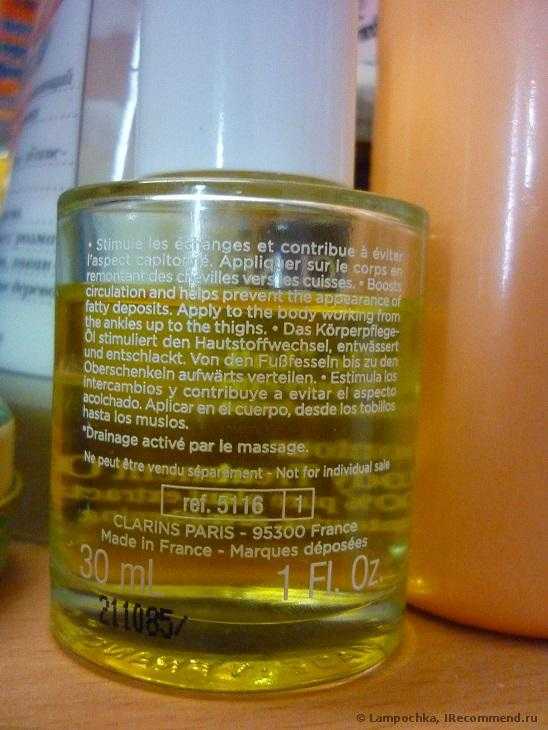 • Stimule les échanges et contribue à éviter
l'aspect capitonné. Appliquer sur le corps en
remontant des chevilles vers les cuisses. • Boosts
circulation and helps prevent the appearance of
fatty deposits. Apply to the body working from
the ankles up to the thighs. • Das Körperpflege-
Öl stimuliert den Hautstoffwechsel, entwässert
und entschlackt. Von den Fußfesseln bis zu den
Oberschenkeln aufwärts verteilen. • Estimula los
intercambios y contribuye a evitar el aspecto
acolchado. Aplicar en el cuerpo, desde los tobillos
hasta los muslos.
*Drainage activé par le massage.
Ne peut être vendu séparément - Not for individual sale
ref. 5116 1
CLARINS PARIS - 95300 France
Made in France - Marques déposées
30 mL 1 Fl. Oz.
211085/
© Lampochka, IRecommend.ru